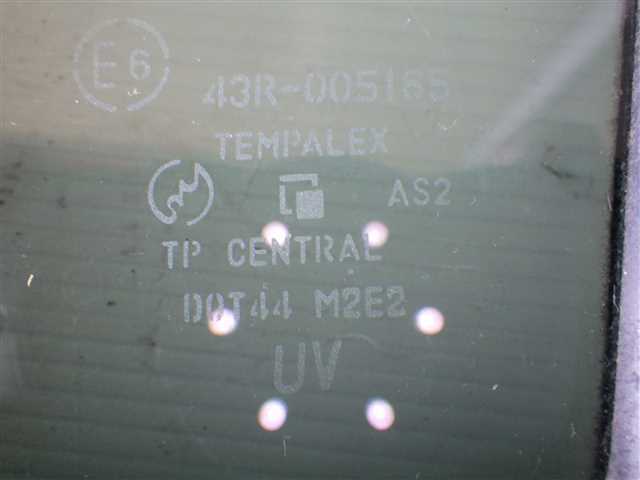 E6
43R-005165
TEMPALEX
AS2
TP CENTRAL
DOT44 M2E2
UV